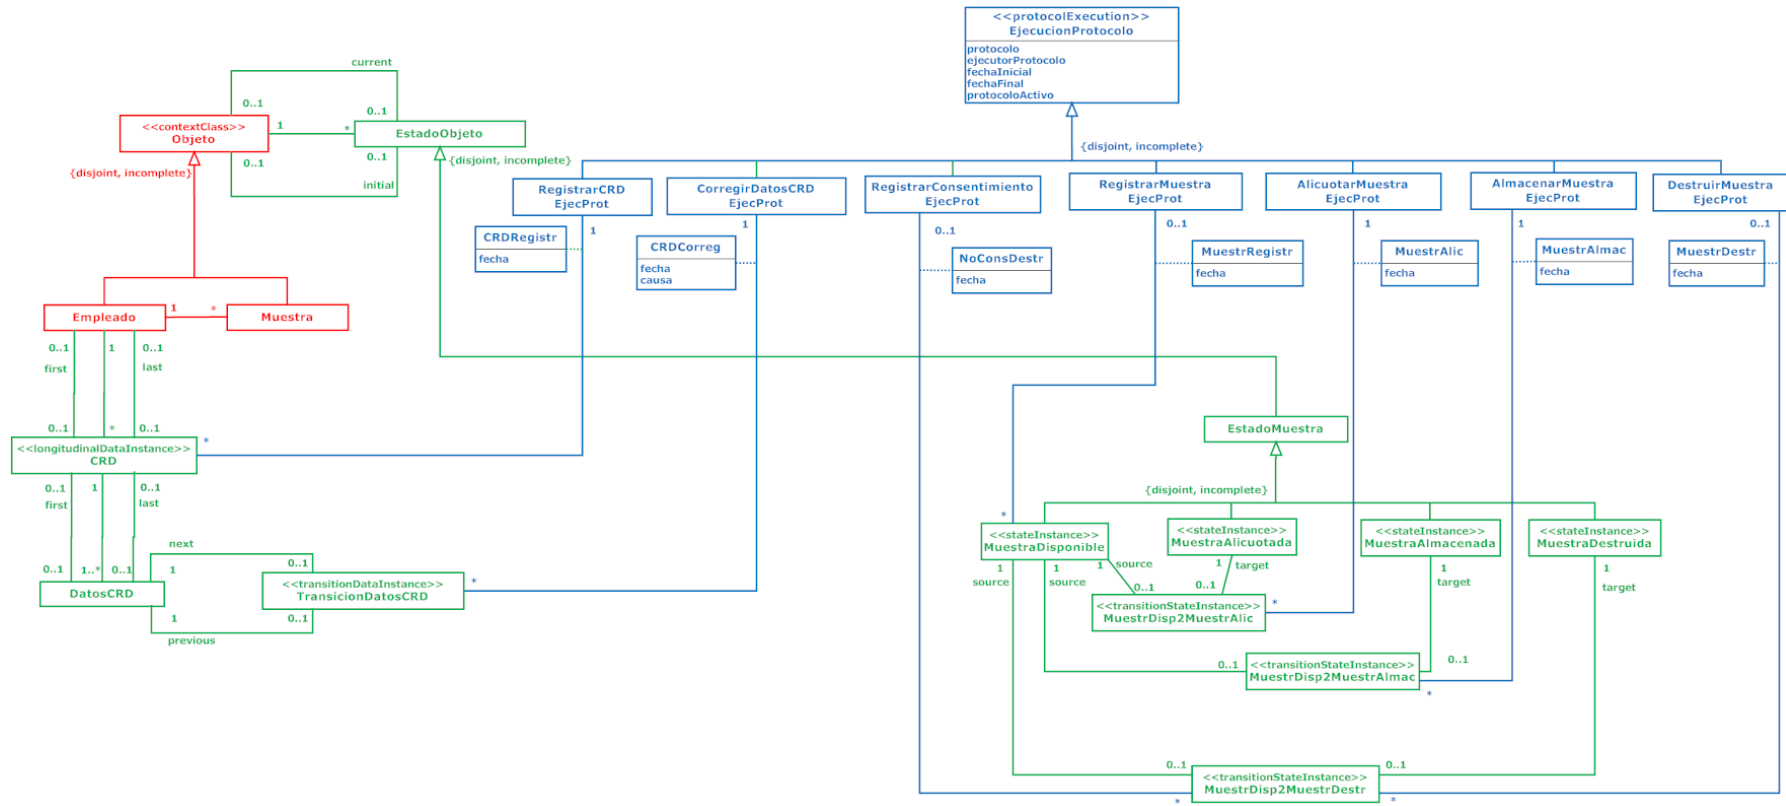 <<protocolExecution>>
EjecucionProtocolo
protocolo
ejecutorProtocolo
fechaInicial
fechaFinal
protocoloActivo
{disjoint, incomplete}
current
0..1
0..1
<<contextClass>>
Objeto
1
*
EstadoObjeto
0..1
0..1
initial
{disjoint, incomplete}
{disjoint, incomplete}
RegistrarCRD
EjecProt
CorregirDatosCRD
EjecProt
RegistrarConsentimiento
EjecProt
RegistrarMuestra
EjecProt
AlicuotarMuestra
EjecProt
AlmacenarMuestra
EjecProt
DestruirMuestra
EjecProt
1
1
0..1
0..1
1
1
0..1
CRDRegistr
fecha
CRDCorreg
fecha
causa
NoConsDestr
fecha
MuestrRegistr
fecha
MuestrAlic
fecha
MuestrAlmac
fecha
MuestrDestr
fecha
Empleado
1
*
Muestra
0..1
1
0..1
first
last
0..1
*
0..1
<<longitudinalDataInstance>>
CRD
*
0..1
1
0..1
first
last
0..1
1..*
0..1
DatosCRD
next
1
0..1
<<transitionDataInstance>>
TransicionDatosCRD
*
1
0..1
previous
EstadoMuestra
{disjoint, incomplete}
*
<<stateInstance>>
MuestraDisponible
<<stateInstance>>
MuestraAlicuotada
<<stateInstance>>
MuestraAlmacenada
<<stateInstance>>
MuestraDestruida
1
source
1
source
1
source
1
target
1
target
1
target
0..1
0..1
<<transitionStateInstance>>
MuestrDisp2MuestrAlic
*
0..1
0..1
<<transitionStateInstance>>
MuestrDisp2MuestrAlmac
*
0..1
0..1
<<transitionStateInstance>>
MuestrDisp2MuestrDestr
*
*